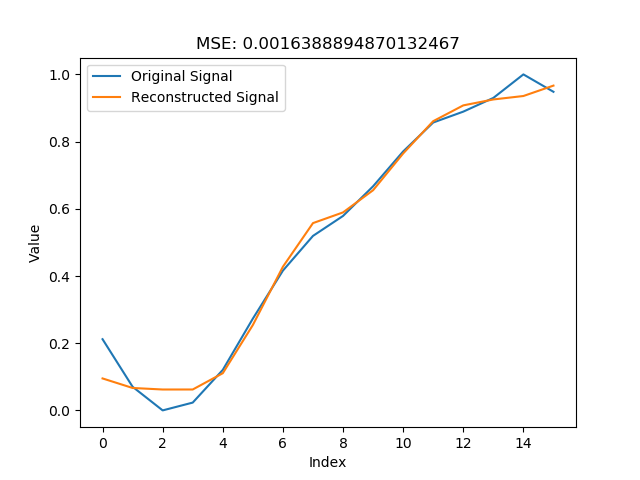 MSE: 0.0016388894870132467
Original Signal
Reconstructed Signal
1.0
0.8
0.6
0.4
0.2
0.0
Value
0 2 4 6 8 10 12 14
Index